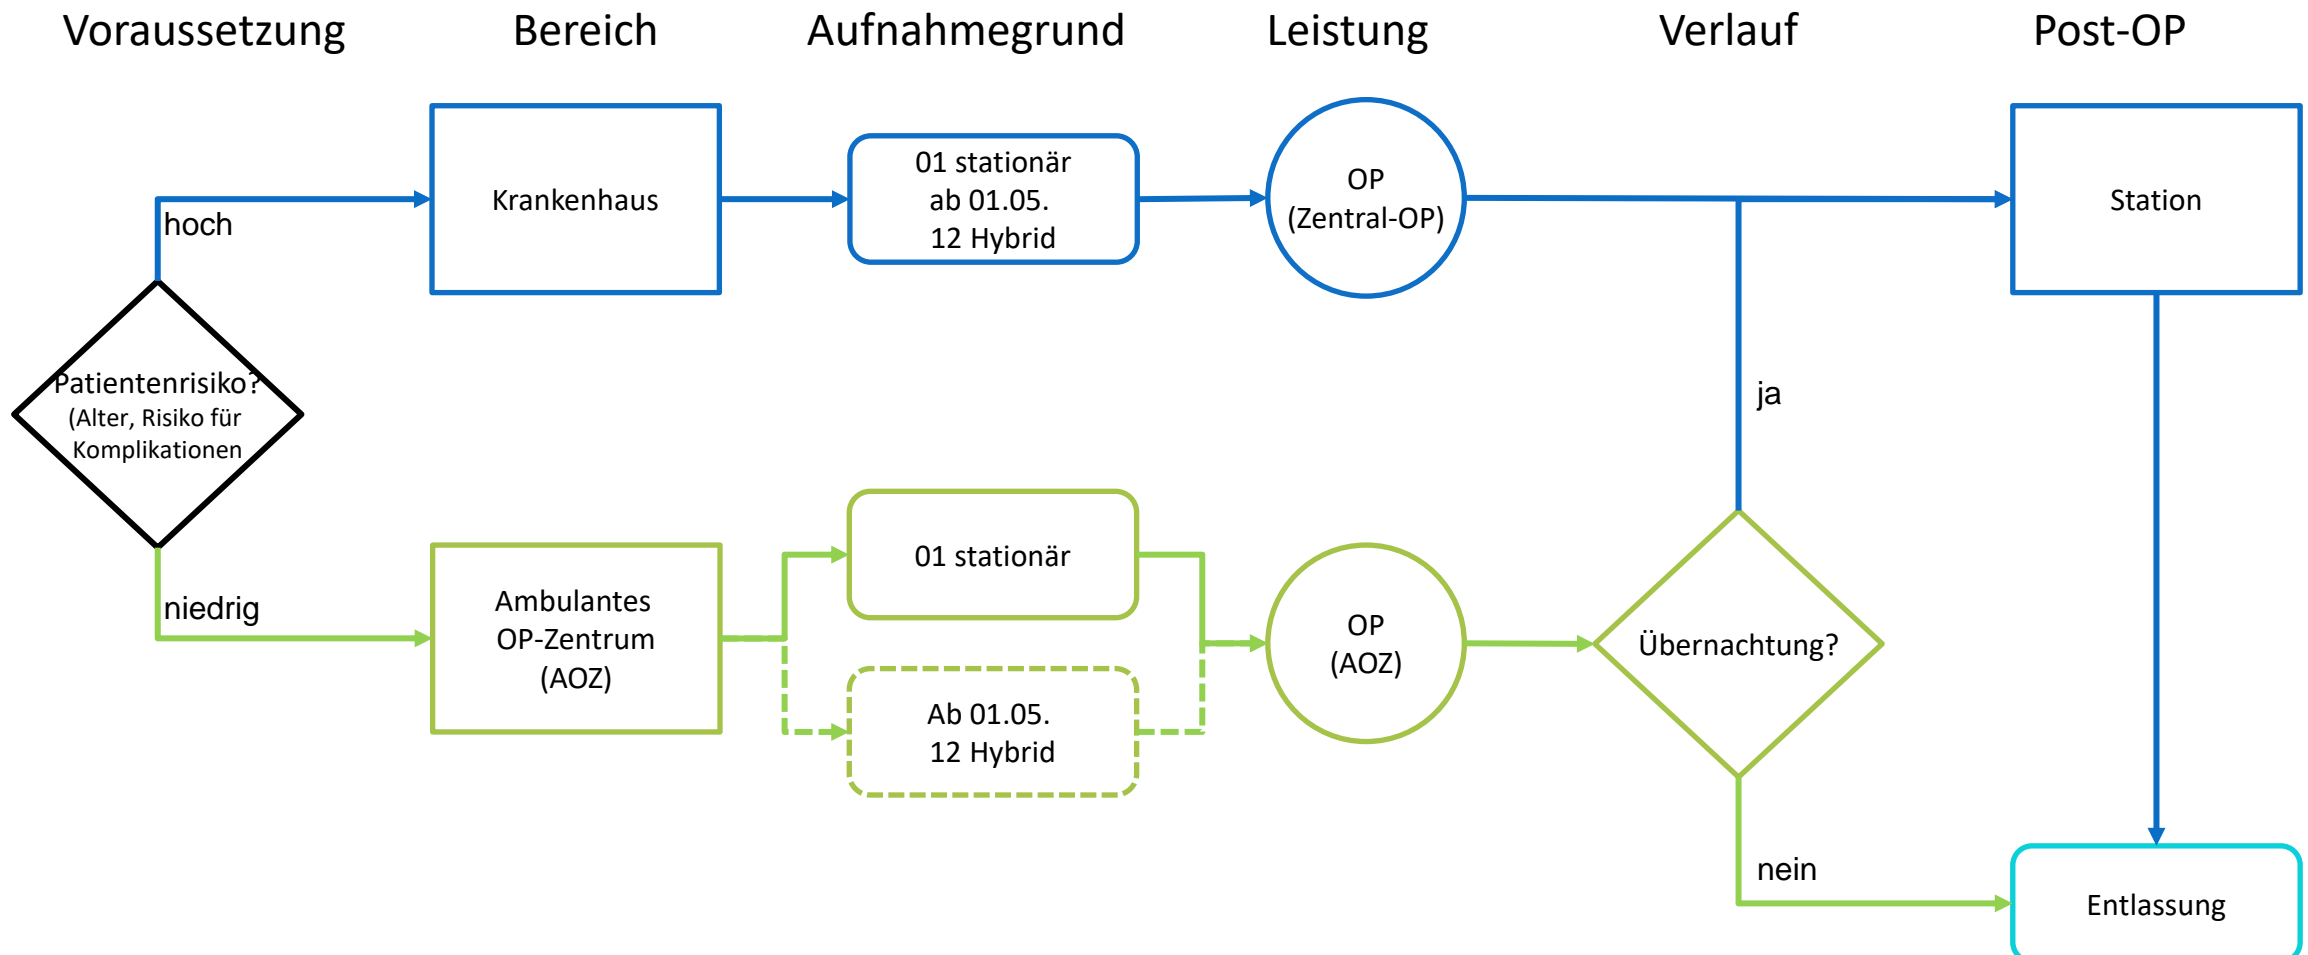 Voraussetzung
Bereich
Aufnahmegrund
Leistung
Verlauf
Post-OP
hoch
Krankenhaus
01 stationär
ab 01.05.
12 Hybrid
OP
(Zentral-OP)
Station
Patientenrisiko?
(Alter, Risiko für
Komplikationen
ja
niedrig
Ambulantes
OP-Zentrum
(AOZ)
01 stationär
Ab 01.05.
12 Hybrid
OP
(AOZ)
Übernachtung?
nein
Entlassung